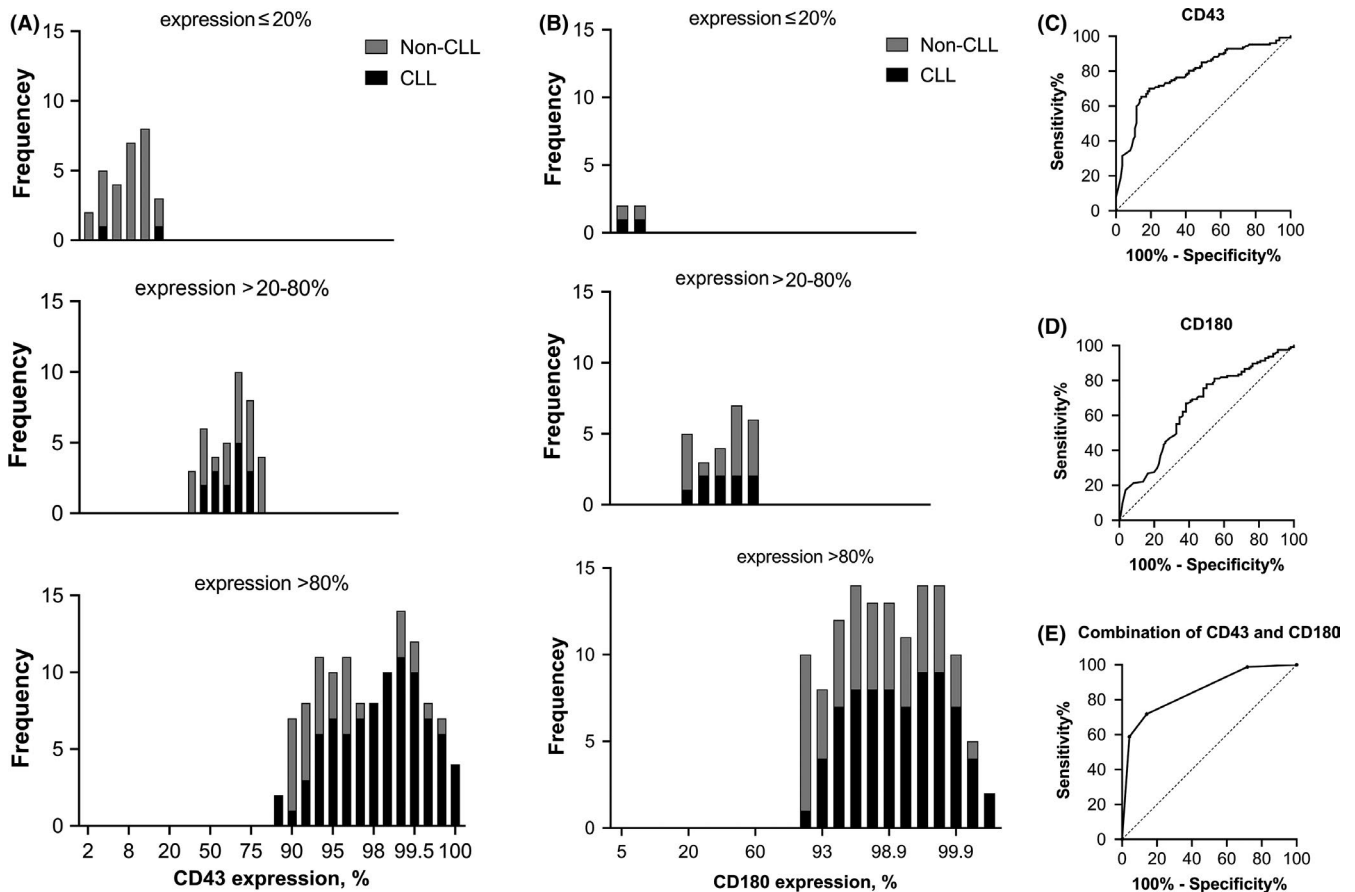 (A)
expression ≤ 20%
Non-CLL
CLL
Frequency
15
10
5
0
expression > 20-80%
Frequency
15
10
5
0
expression >80%
Frequency
15
10
5
0
2 8 20 50 75 90 95 98 99.5 100
CD43 expression, %
(B)
expression ≤ 20%
Non-CLL
CLL
Frequency
15
10
5
0
expression > 20-80%
Frequency
15
10
5
0
expression >80%
Frequency
15
10
5
0
5 20 60 93 98.9 99.9
CD180 expression, %
(C)
CD43
Sensitivity%
100
80
60
40
20
0
0 20 40 60 80 100
100% - Specificity%
(D)
CD180
Sensitivity%
100
80
60
40
20
0
0 20 40 60 80 100
100% - Specificity%
(E) Combination of CD43 and CD180
Sensitivity%
100
80
60
40
20
0
0 20 40 60 80 100
100% - Specificity%